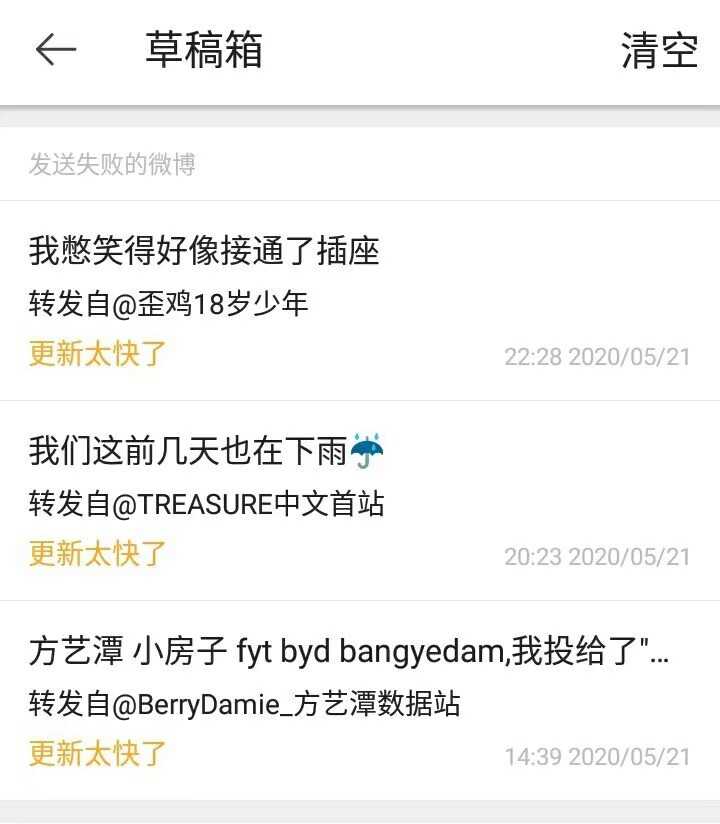 草稿箱 清空
发送失败的微博
我憋笑得好像接通了插座
转发自@歪鸡18岁少年
更新太快了 22:28 2020/05/21
我们这前几天也在下雨☔
转发自@TREASURE中文首站
更新太快了 20:23 2020/05/21
方艺潭 小房子 fyt byd bangyedam,我投给了"...
转发自@BerryDamie_方艺潭数据站
更新太快了 14:39 2020/05/21